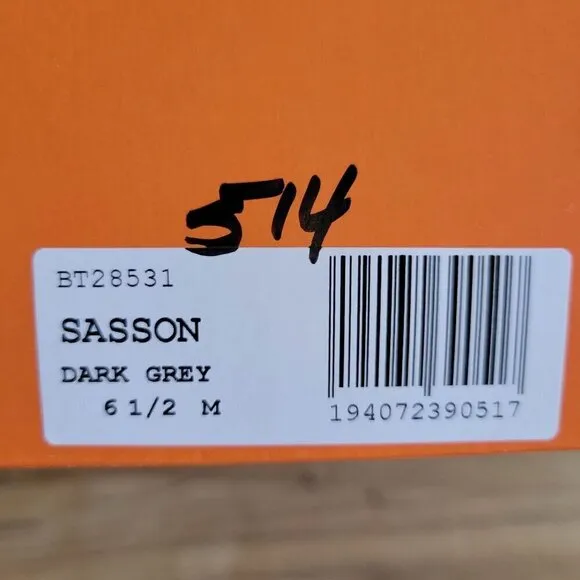 514
BT28531
SASSON
DARK GREY
6 1/2 M
194072390517